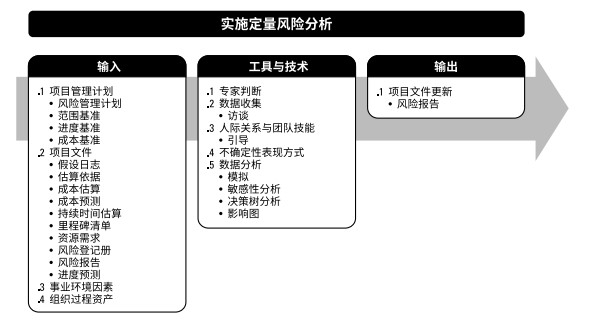 实施定量风险分析
输入
.1 项目管理计划
• 风险管理计划
• 范围基准
• 进度基准
• 成本基准
.2 项目文件
• 假设日志
• 估算依据
• 成本估算
• 成本预测
• 持续时间估算
• 里程碑清单
• 资源需求
• 风险登记册
• 风险报告
• 进度预测
.3 事业环境因素
.4 组织过程资产
工具与技术
.1 专家判断
.2 数据收集
• 访谈
.3 人际关系与团队技能
• 引导
.4 不确定性表现方式
.5 数据分析
• 模拟
• 敏感性分析
• 决策树分析
• 影响图
输出
.1 项目文件更新
• 风险报告